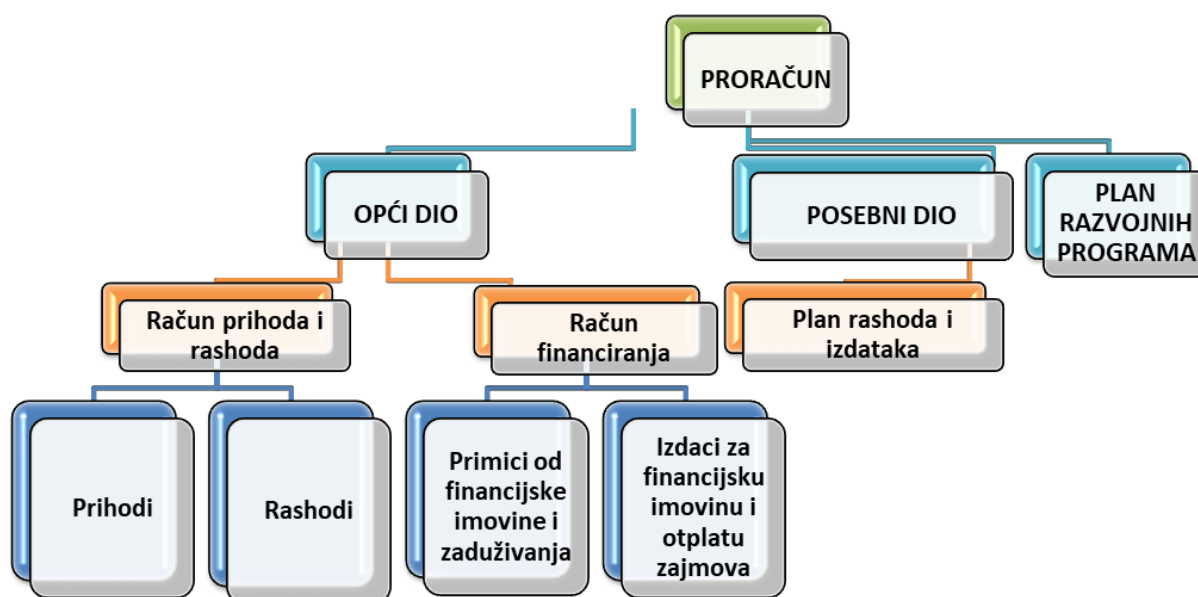 PRORAČUN
OPĆI DIO
POSEBNI DIO
PLAN
RAZVOJNIH
PROGRAMA
Račun prihoda i
rashoda
Račun
financiranja
Plan rashoda i
izdataka
Prihodi
Rashodi
Primici od
financijske
imovine i
zaduživanja
Izdaci za
financijsku
imovinu i
otplatu
zajmova